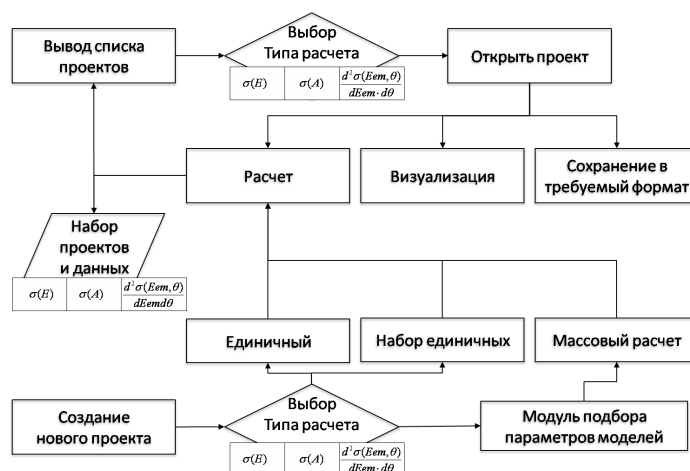 Вывод списка
проектов
Выбор
Типа расчета
σ(E) σ(A) d²σ(Eem,θ)
dEem·dθ
Открыть проект
Расчет
Визуализация
Сохранение в
требуемый формат
Набор
проектов
и данных
σ(E) σ(A) d²σ(Eem,θ)
dEemdθ
Единичный
Набор единичных
Массовый расчет
Создание
нового проекта
Выбор
Типа расчета
σ(E) σ(A) d²σ(Eem,θ)
dEem·dθ
Модуль подбора
параметров моделей